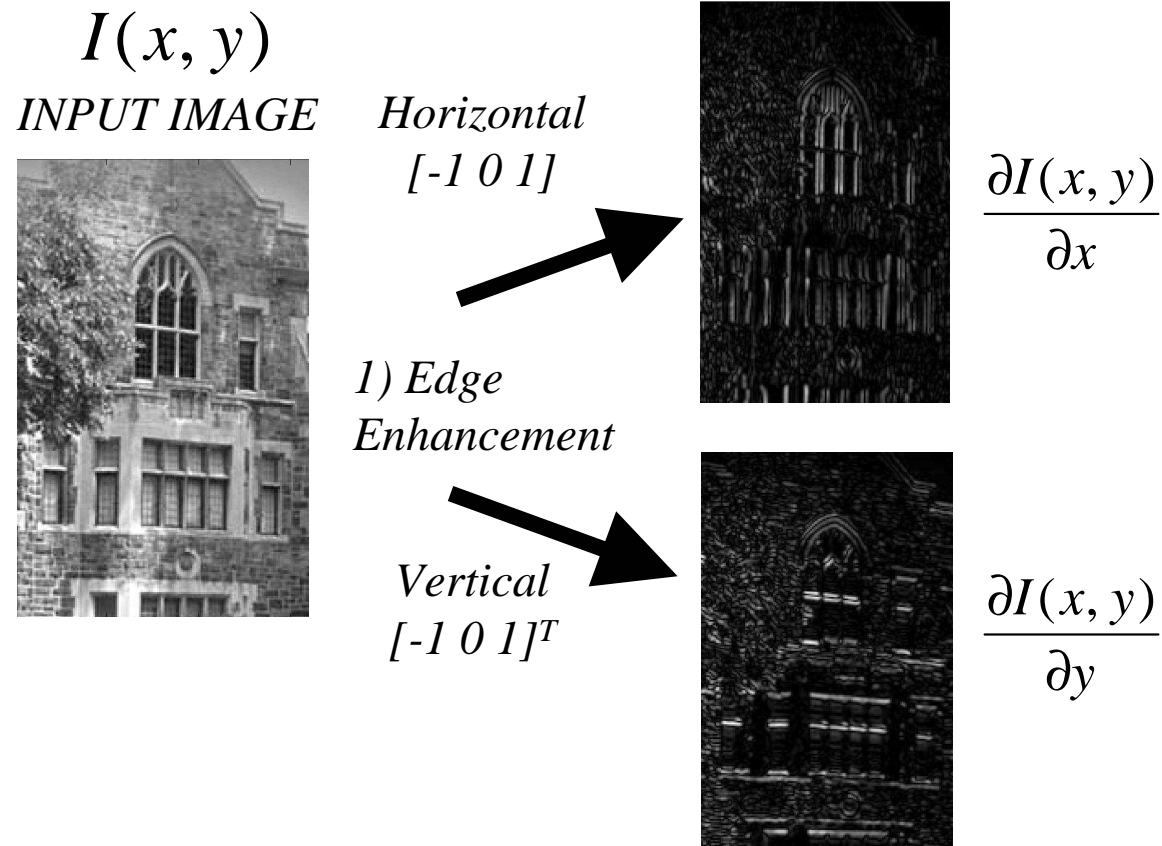 I(x, y)
INPUT IMAGE
Horizontal
[-1 0 1]
1) Edge
Enhancement
Vertical
[-1 0 1]ᵀ
∂I(x, y)
∂x
∂I(x, y)
∂y